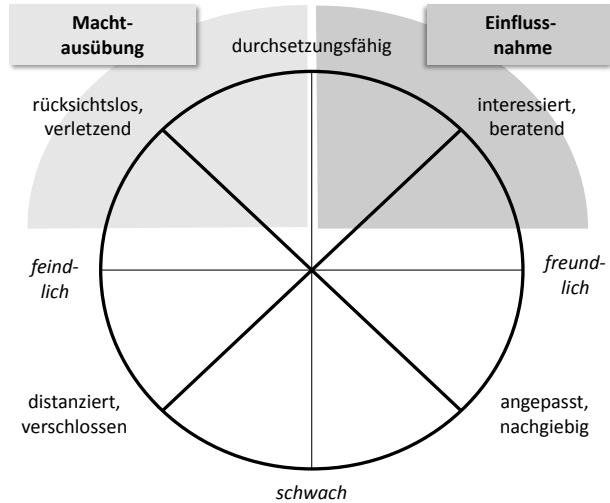 Macht-
ausübung
Einfluss-
nahme
durchsetzungsfähig
rücksichtslos,
verletzend
interessiert,
beratend
feind-
lich
freund-
lich
distanziert,
verschlossen
angepasst,
nachgiebig
schwach